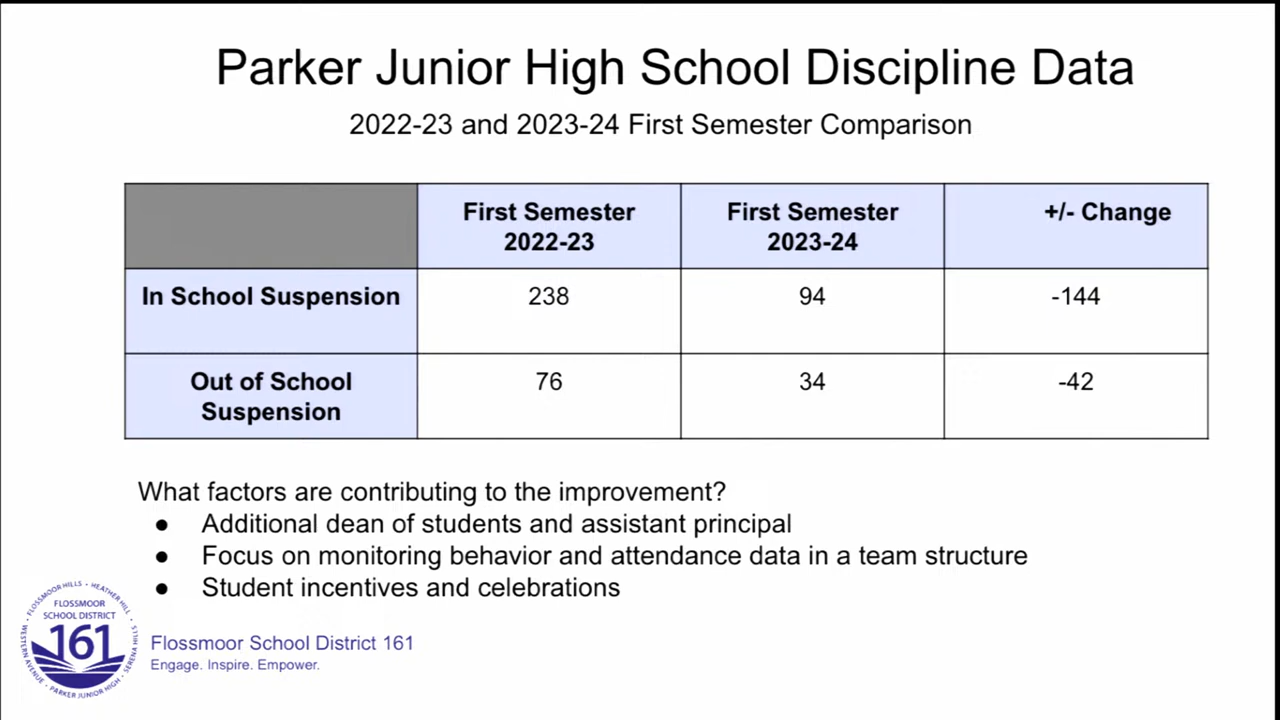 Parker Junior High School Discipline Data
2022-23 and 2023-24 First Semester Comparison
First Semester 2022-23
First Semester 2023-24
+/- Change
In School Suspension
238
94
-144
Out of School Suspension
76
34
-42
What factors are contributing to the improvement?
● Additional dean of students and assistant principal
● Focus on monitoring behavior and attendance data in a team structure
● Student incentives and celebrations
FLOSSMOOR HILLS • HEATHER HILL • SERENA HILLS • PARKER JUNIOR HIGH • WESTERN AVENUE •
FLOSSMOOR
SCHOOL DISTRICT
161
Flossmoor School District 161
Engage. Inspire. Empower.